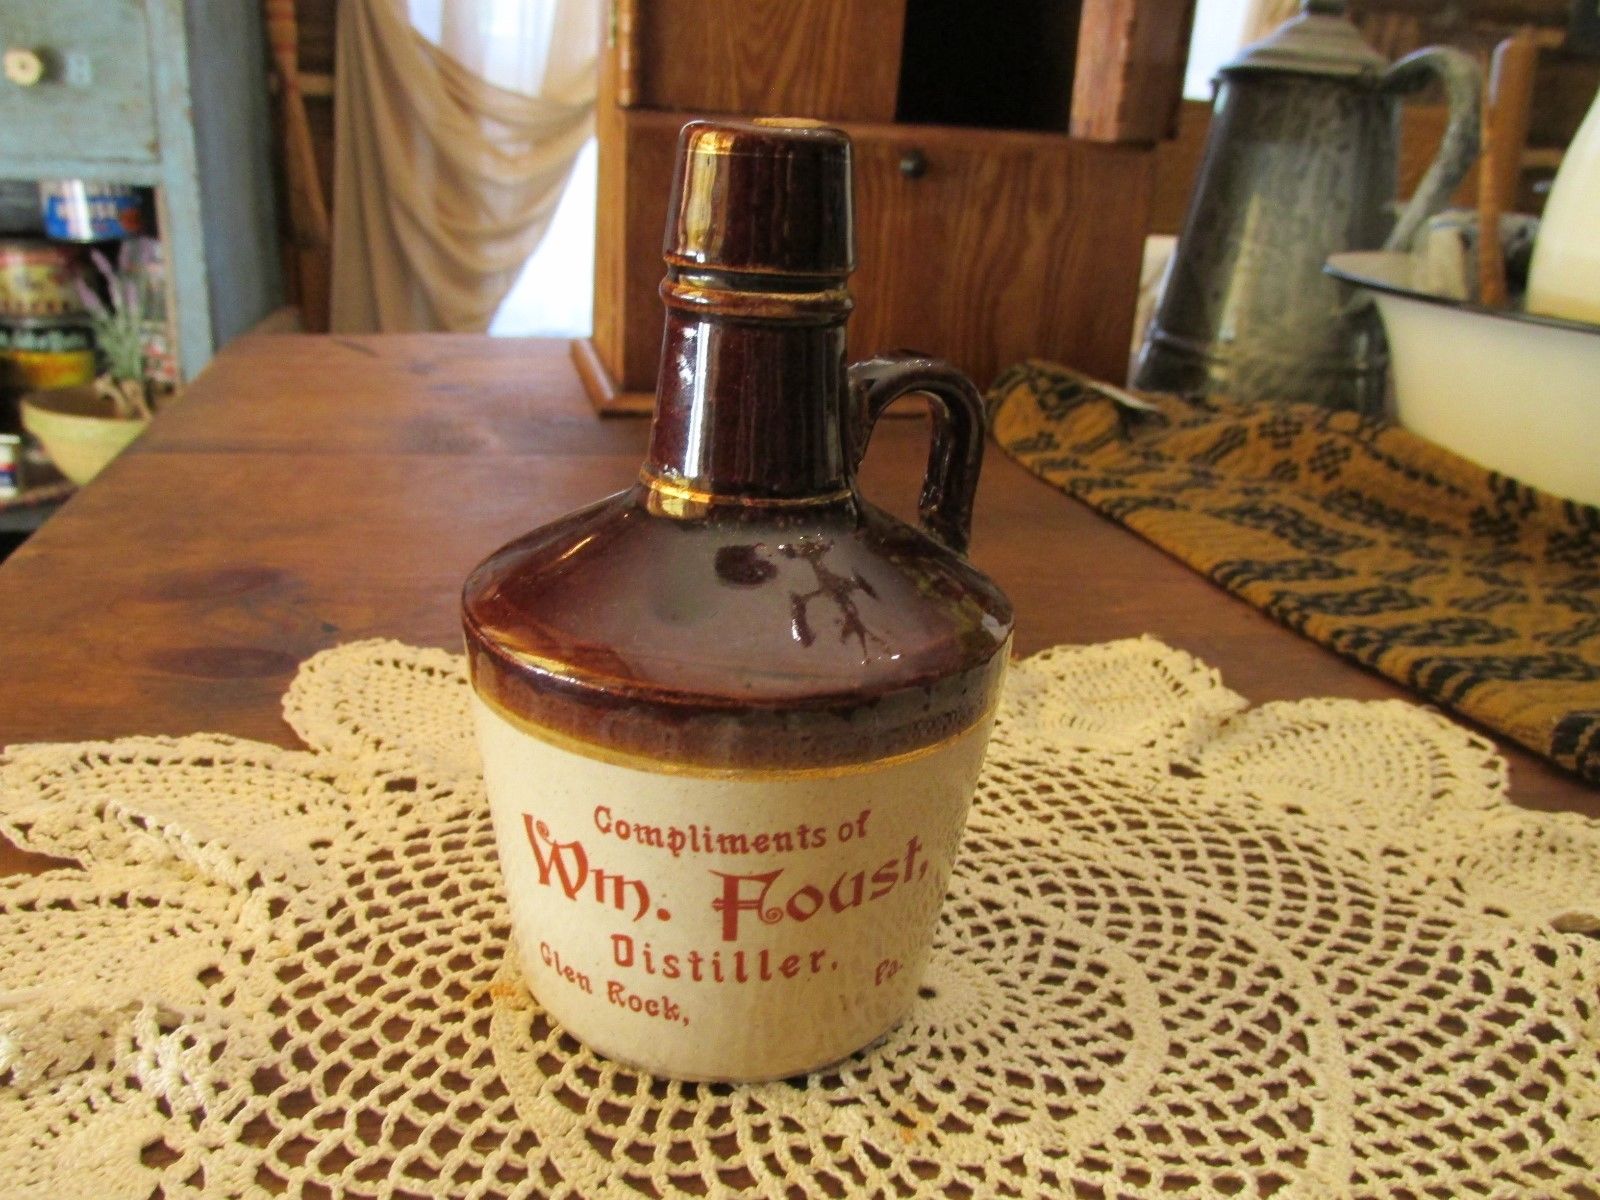 Compliments of
Wm. Foust,
Distiller.
Glen Rock, Pa.